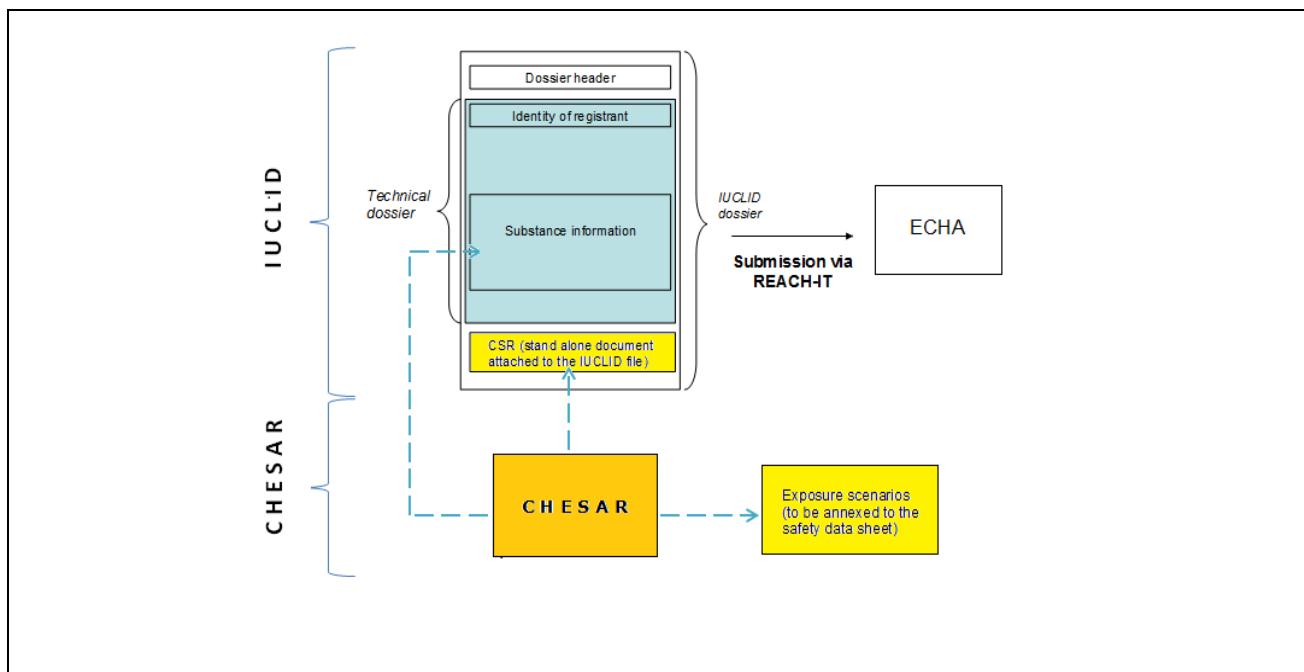 Dossier header
Identity of registrant
IUCLID
Technical
dossier
Substance information
IUCLID
dossier
Submission via
REACH-IT
ECHA
CSR (stand alone document
attached to the IUCLID file)
CHESAR
CHESAR
Exposure scenarios
(to be annexed to the
safety data sheet)